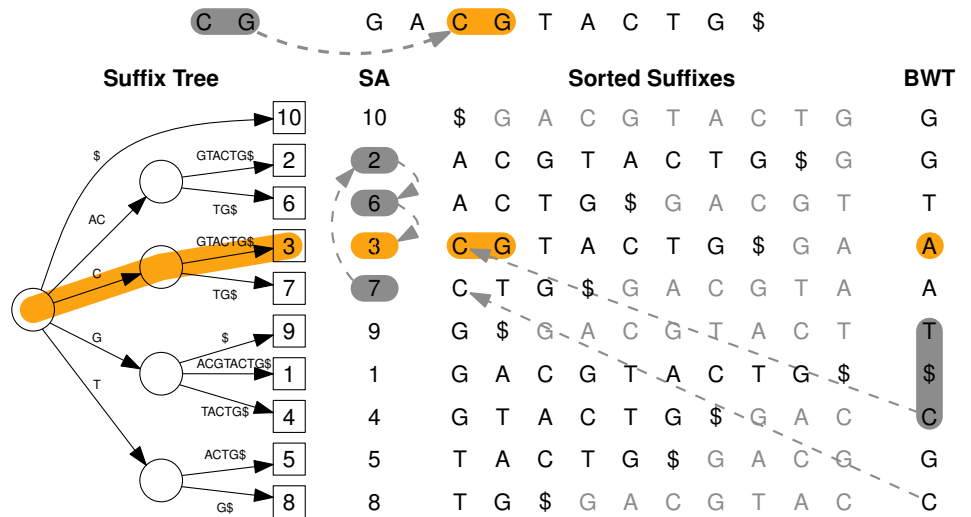 C G G A C G T A C T G $
Suffix Tree SA Sorted Suffixes BWT
10 10 $ G A C G T A C T G G
$
GTACTG$ 2 2 A C G T A C T G $ G G
AC TG$ 6 6 A C T G $ G A C G T T
GTACTG$ 3 3 C G T A C T G $ G A A
C
TG$ 7 7 C T G $ G A C G T A A
G $ 9 9 G $ G A C G T A C T T
ACGTACTG$ 1 1 G A C G T A C T G $ $
T
TACTG$ 4 4 G T A C T G $ G A C C
ACTG$ 5 5 T A C T G $ G A C G G
G$ 8 8 T G $ G A C G T A C C